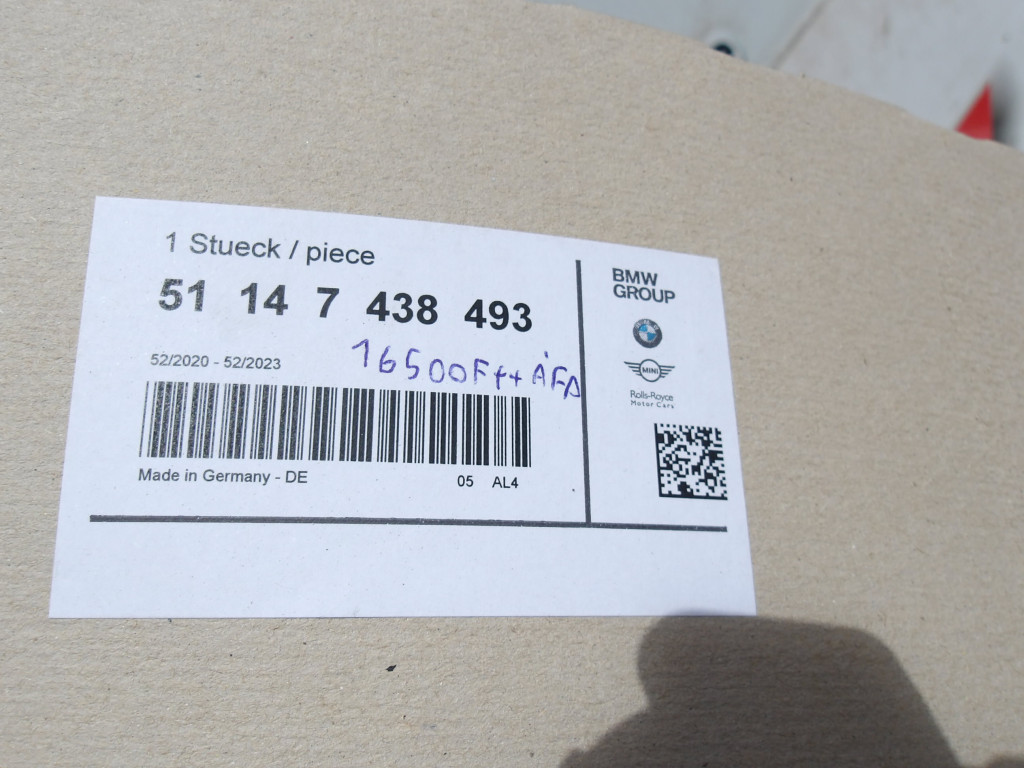 1 Stueck / piece
51 14 7 438 493
52/2020 - 52/2023
16500Ft+ ÁFA
Made in Germany - DE
05 AL4
BMW
GROUP
MINI
Rolls-Royce
Motor Cars